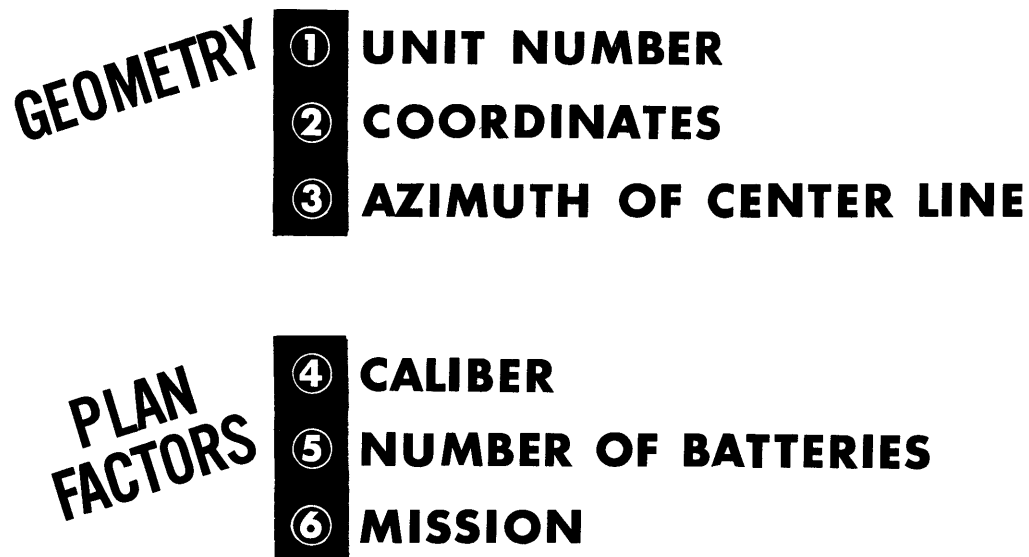 GEOMETRY
① UNIT NUMBER
② COORDINATES
③ AZIMUTH OF CENTER LINE
PLAN
FACTORS
④ CALIBER
⑤ NUMBER OF BATTERIES
⑥ MISSION